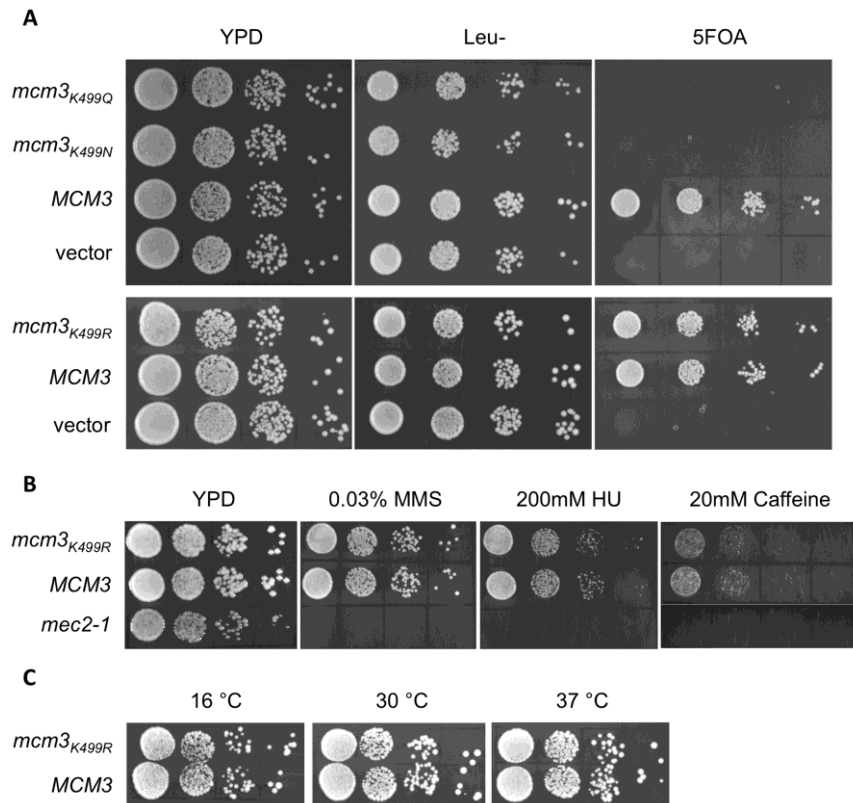 A
YPD Leu- 5FOA
mcm3K499Q
mcm3K499N
MCM3
vector
mcm3K499R
MCM3
vector
B
YPD 0.03% MMS 200mM HU 20mM Caffeine
mcm3K499R
MCM3
mec2-1
C
16 °C 30 °C 37 °C
mcm3K499R
MCM3